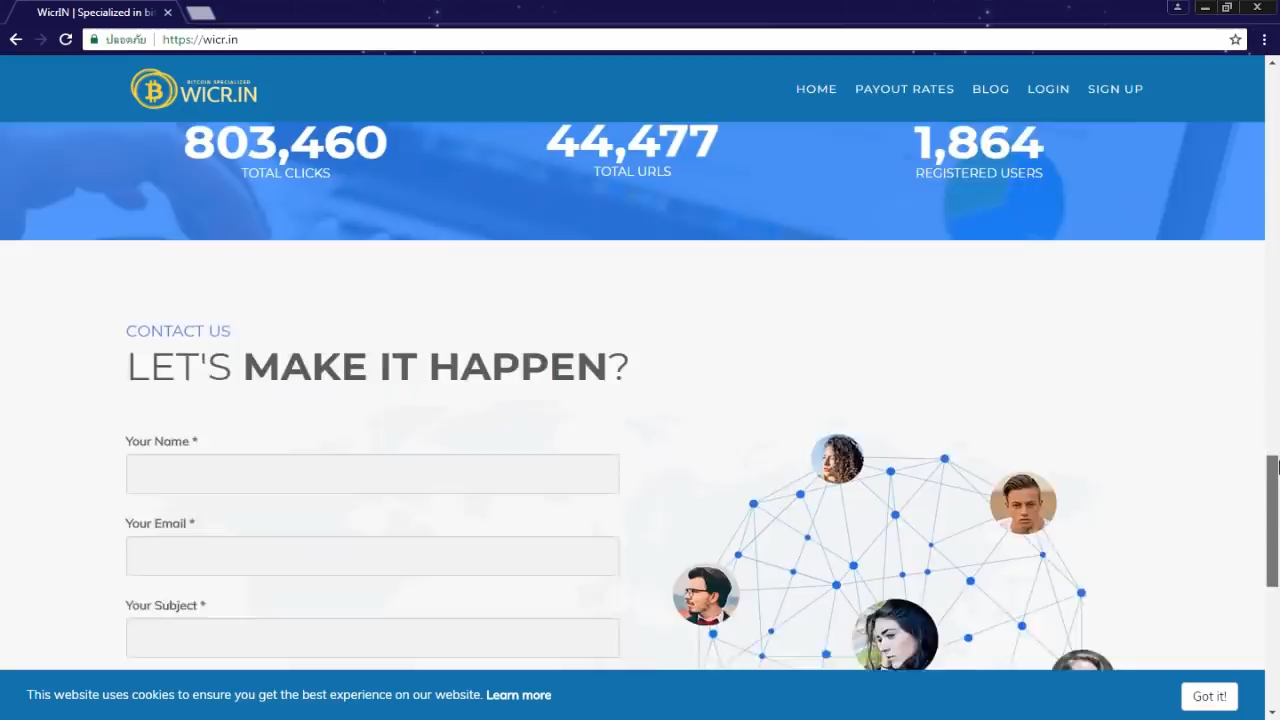 WicrIN | Specialized in bi
ปลอดภัย
https://wicr.in
BITCOIN SPECIALIZED
WICR.IN
HOME
PAYOUT RATES
BLOG
LOGIN
SIGN UP
803,460
44,477
1,864
TOTAL CLICKS
TOTAL URLS
REGISTERED USERS
CONTACT US
LET'S MAKE IT HAPPEN?
Your Name *
Your Email *
Your Subject *
This website uses cookies to ensure you get the best experience on our website. Learn more
Got it!